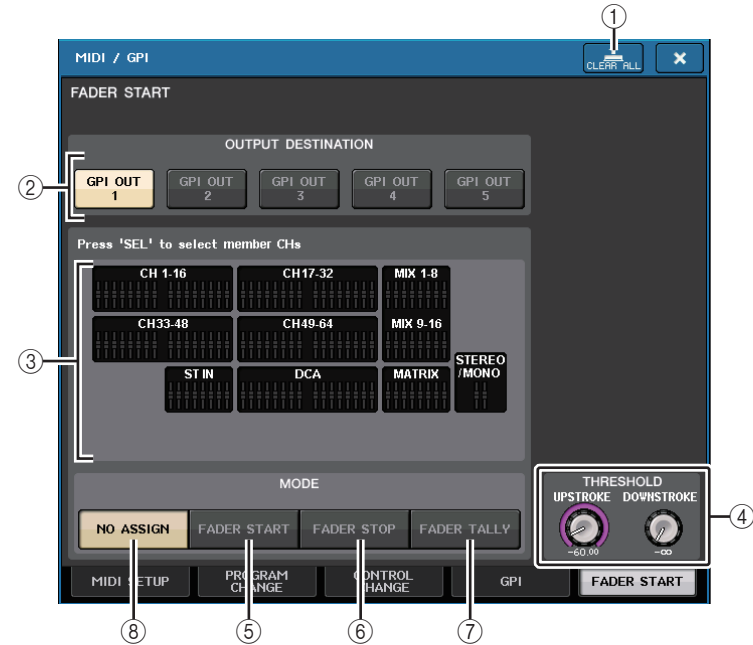 ①
MIDI / GPI
CLEAR ALL
×
FADER START
OUTPUT DESTINATION
②
GPI OUT 1
GPI OUT 2
GPI OUT 3
GPI OUT 4
GPI OUT 5
Press 'SEL' to select member CHs
③
CH 1-16
CH17-32
MIX 1-8
CH33-48
CH49-64
MIX 9-16
ST IN
DCA
MATRIX
STEREO /MONO
MODE
NO ASSIGN
FADER START
FADER STOP
FADER TALLY
THRESHOLD
UPSTROKE
DOWNSTROKE
-60.00
-∞
④
MIDI SETUP
PROGRAM CHANGE
CONTROL CHANGE
GPI
FADER START
⑧
⑤
⑥
⑦